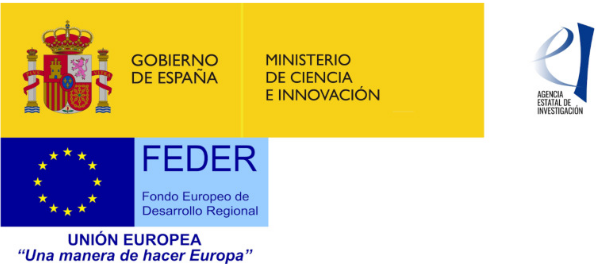 GOBIERNO
DE ESPAÑA
MINISTERIO
DE CIENCIA
E INNOVACIÓN
AGENCIA
ESTATAL DE
INVESTIGACIÓN
FEDER
Fondo Europeo de
Desarrollo Regional
UNIÓN EUROPEA
“Una manera de hacer Europa”